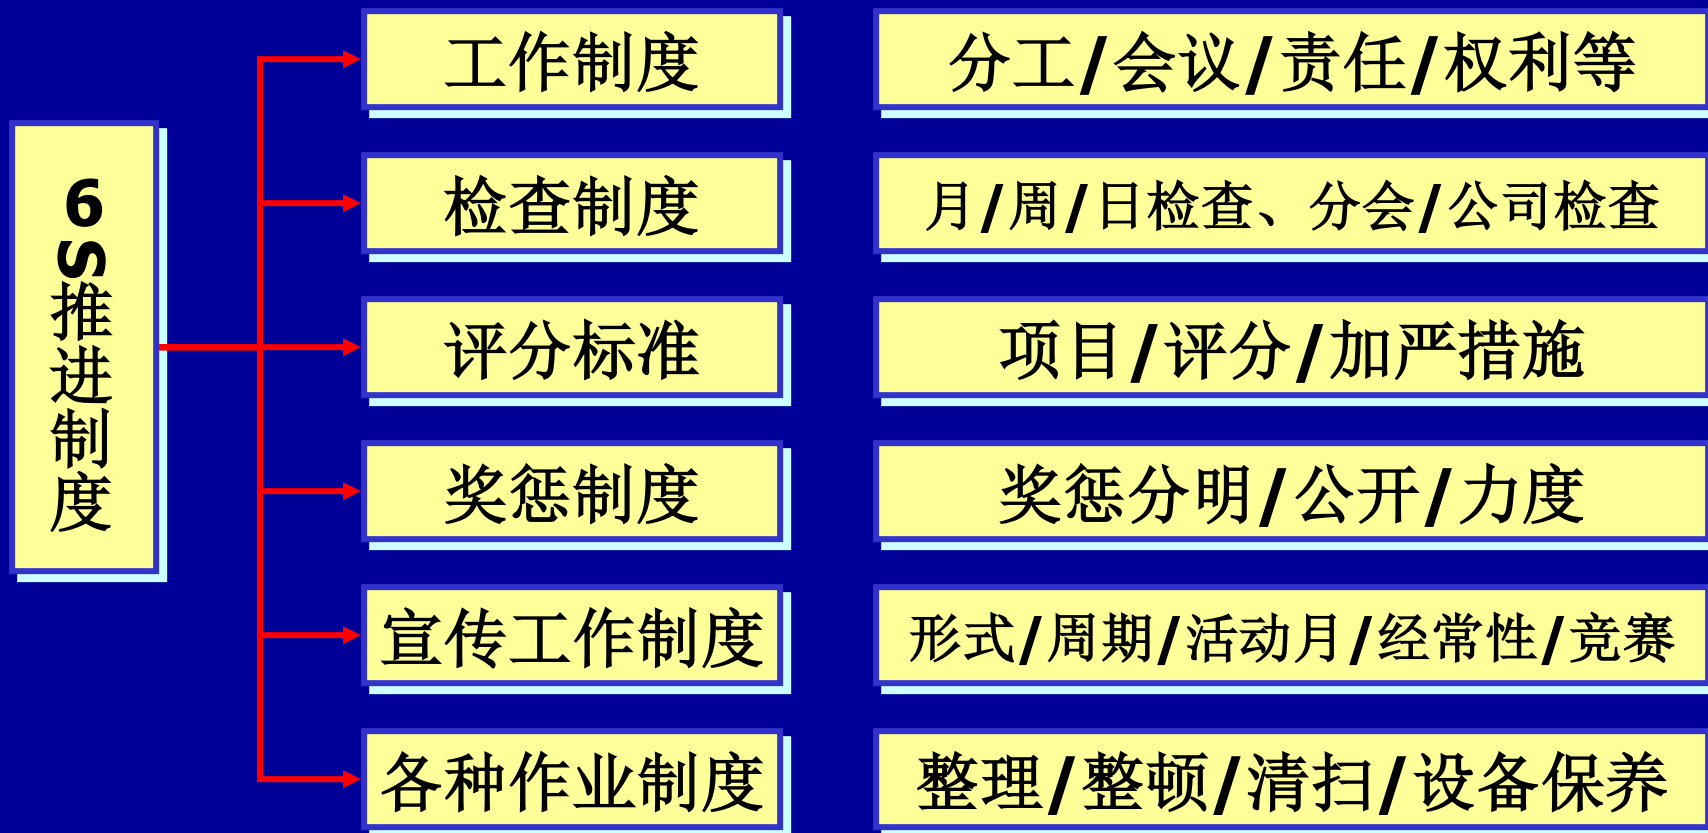 6S推进制度
工作制度
分工/会议/责任/权利等
检查制度
月/周/日检查、分会/公司检查
评分标准
项目/评分/加严措施
奖惩制度
奖惩分明/公开/力度
宣传工作制度
形式/周期/活动月/经常性/竞赛
各种作业制度
整理/整顿/清扫/设备保养